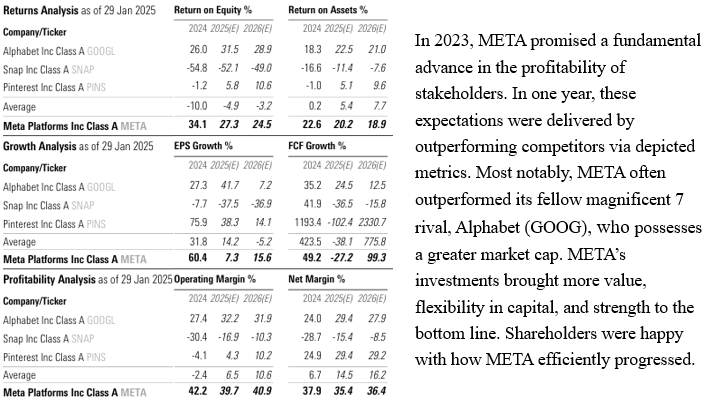 Returns Analysis as of 29 Jan 2025 Return on Equity % Return on Assets %
Company/Ticker 2024 2025(E) 2026(E) 2024 2025(E) 2026(E)
Alphabet Inc Class A GOOGL 26.0 31.5 28.9 18.3 22.5 21.0
Snap Inc Class A SNAP -54.8 -52.1 -49.0 -16.6 -11.4 -7.6
Pinterest Inc Class A PINS -1.2 5.8 10.6 -1.0 5.1 9.6
Average -10.0 -4.9 -3.2 0.2 5.4 7.7
Meta Platforms Inc Class A META 34.1 27.3 24.5 22.6 20.2 18.9
Growth Analysis as of 29 Jan 2025 EPS Growth % FCF Growth %
Company/Ticker 2024 2025(E) 2026(E) 2024 2025(E) 2026(E)
Alphabet Inc Class A GOOGL 27.3 41.7 7.2 35.2 24.5 12.5
Snap Inc Class A SNAP -7.7 -37.5 -36.9 41.9 -36.5 -15.8
Pinterest Inc Class A PINS 75.9 38.3 14.1 1193.4 -102.4 2330.7
Average 31.8 14.2 -5.2 423.5 -38.1 775.8
Meta Platforms Inc Class A META 60.4 7.3 15.6 49.2 -27.2 99.3
Profitability Analysis as of 29 Jan 2025 Operating Margin % Net Margin %
Company/Ticker 2024 2025(E) 2026(E) 2024 2025(E) 2026(E)
Alphabet Inc Class A GOOGL 27.4 32.2 31.9 24.0 29.4 27.9
Snap Inc Class A SNAP -30.4 -16.9 -10.3 -28.7 -15.4 -8.5
Pinterest Inc Class A PINS -4.1 4.3 10.2 24.9 29.4 29.2
Average -2.4 6.5 10.6 6.7 14.5 16.2
Meta Platforms Inc Class A META 42.2 39.7 40.9 37.9 35.4 36.4
In 2023, META promised a fundamental
advance in the profitability of
stakeholders. In one year, these
expectations were delivered by
outperforming competitors via depicted
metrics. Most notably, META often
outperformed its fellow magnificent 7
rival, Alphabet (GOOG), who possesses
a greater market cap. META's
investments brought more value,
flexibility in capital, and strength to the
bottom line. Shareholders were happy
with how META efficiently progressed.